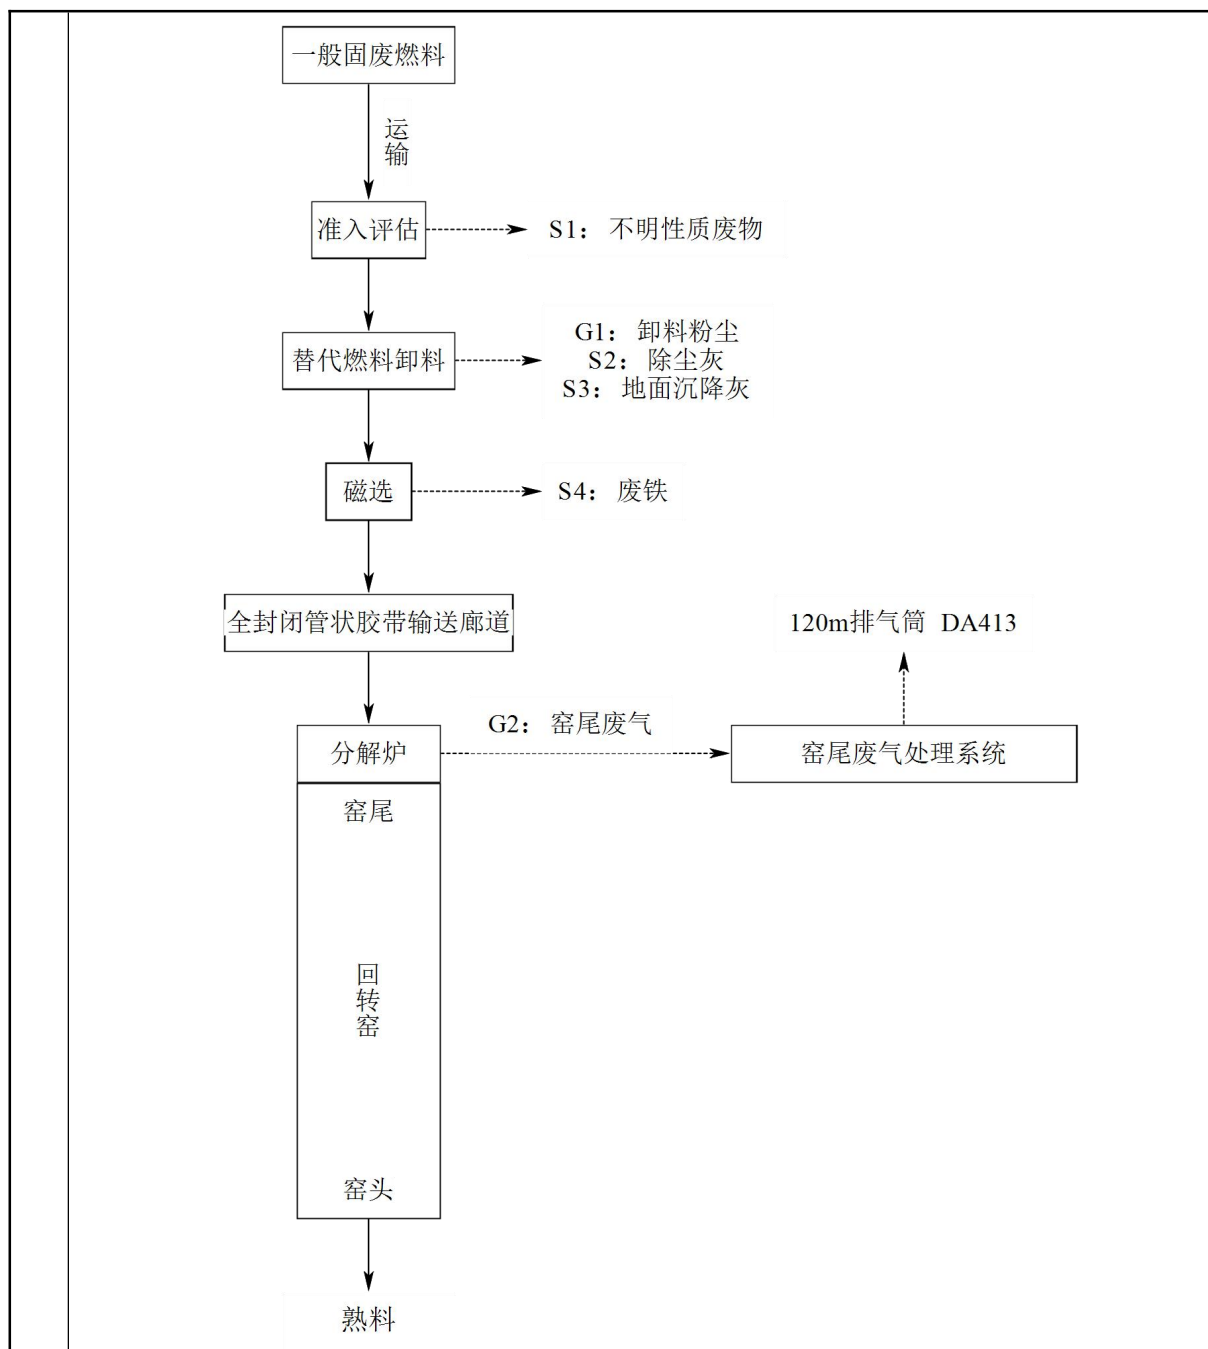 一般固废燃料
运输
准入评估
S1：不明性质废物
替代燃料卸料
G1：卸料粉尘
S2：除尘灰
S3：地面沉降灰
磁选
S4：废铁
全封闭管状胶带输送廊道
120m排气筒 DA413
分解炉
G2：窑尾废气
窑尾废气处理系统
窑尾
回转窑
窑头
熟料